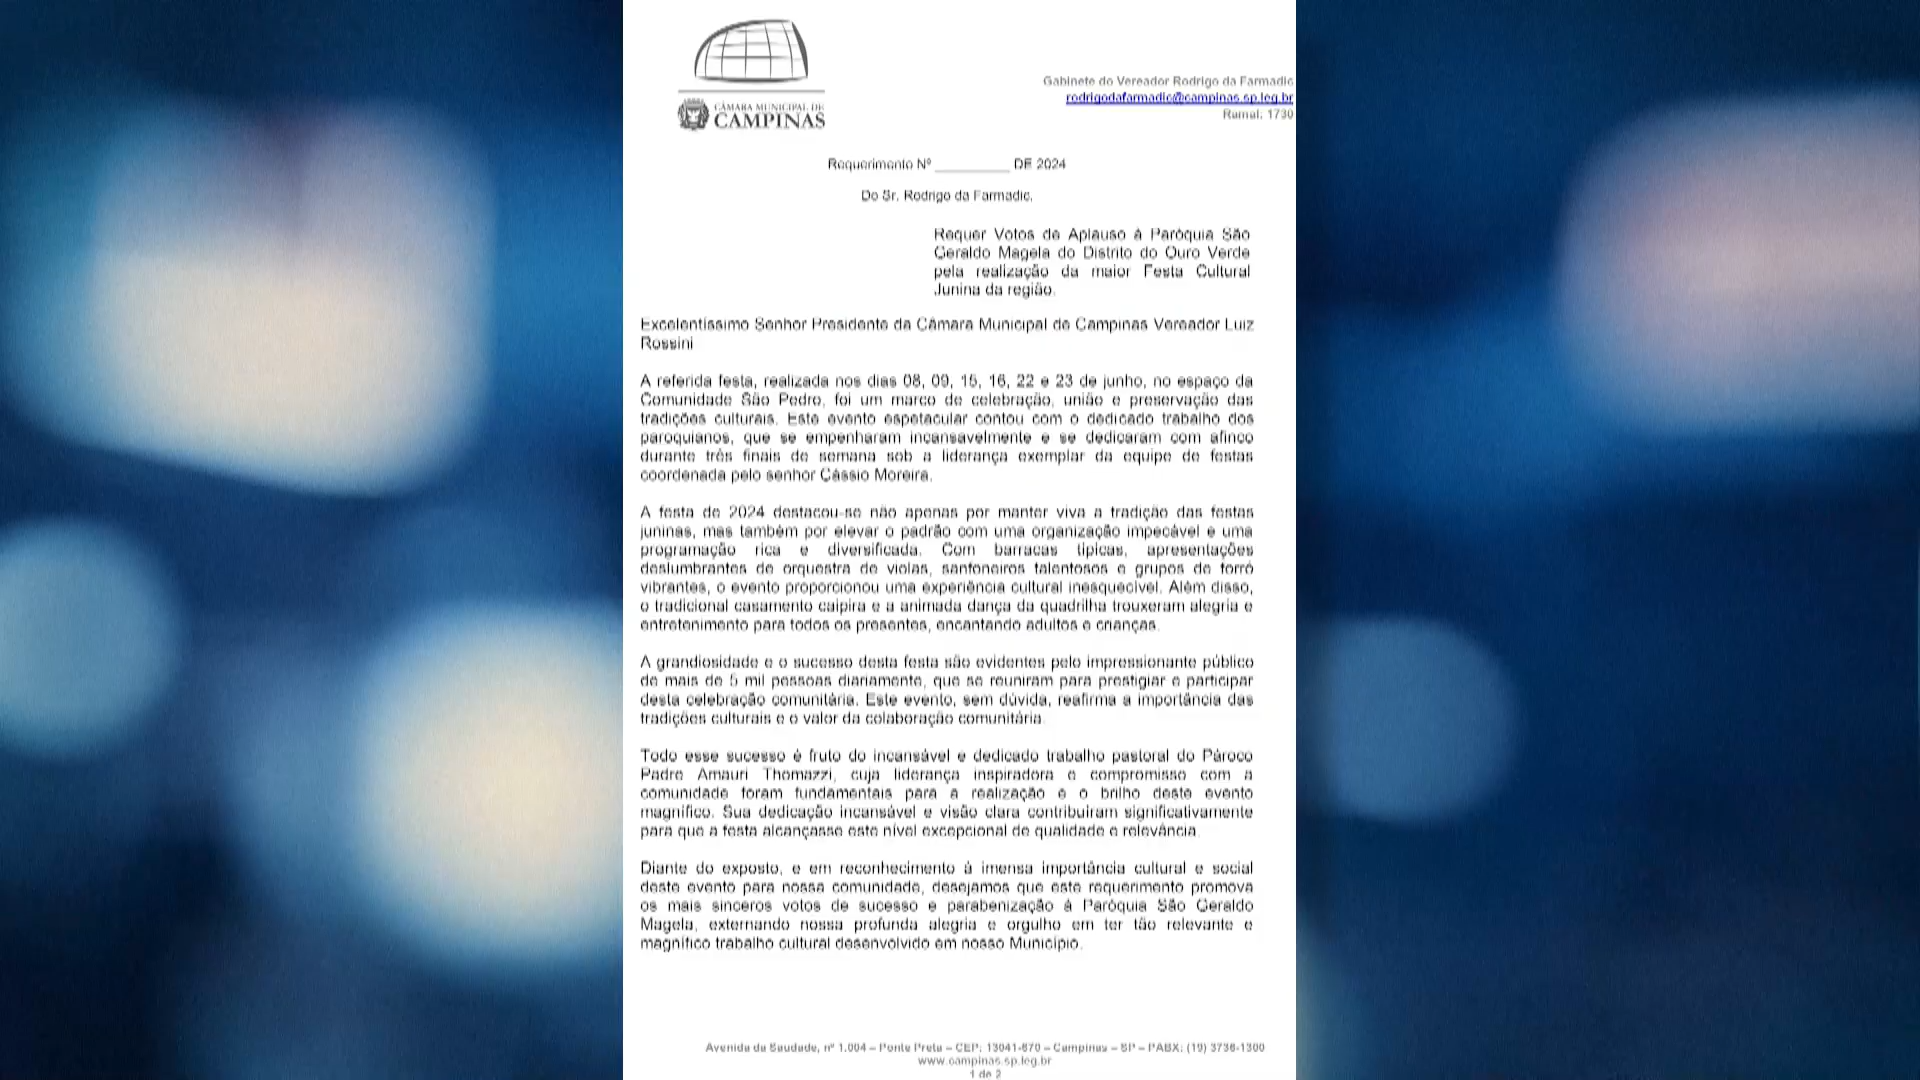 CÂMARA MUNICIPAL DE
CAMPINAS
Gabinete do Vereador Rodrigo da Farmadic
rodrigodafarmadic@campinas.sp.leg.br
Ramal: 1730
Requerimento Nº __________ DE 2024
Do Sr. Rodrigo da Farmadic.
Requer Votos de Aplauso à Paróquia São
Geraldo Magela do Distrito do Ouro Verde
pela realização da maior Festa Cultural
Junina da região.
Excelentíssimo Senhor Presidente da Câmara Municipal de Campinas Vereador Luiz
Rossini
A referida festa, realizada nos dias 08, 09, 15, 16, 22 e 23 de junho, no espaço da
Comunidade São Pedro, foi um marco de celebração, união e preservação das
tradições culturais. Este evento espetacular contou com o dedicado trabalho dos
paroquianos, que se empenharam incansavelmente e se dedicaram com afinco
durante três finais de semana sob a liderança exemplar da equipe de festas
coordenada pelo senhor Cássio Moreira.
A festa de 2024 destacou-se não apenas por manter viva a tradição das festas
juninas, mas também por elevar o padrão com uma organização impecável e uma
programação rica e diversificada. Com barracas típicas, apresentações
deslumbrantes de orquestra de violas, sanfoneiros talentosos e grupos de forró
vibrantes, o evento proporcionou uma experiência cultural inesquecível. Além disso,
o tradicional casamento caipira e a animada dança da quadrilha trouxeram alegria e
entretenimento para todos os presentes, encantando adultos e crianças.
A grandiosidade e o sucesso desta festa são evidentes pelo impressionante público
de mais de 5 mil pessoas diariamente, que se reuniram para prestigiar e participar
desta celebração comunitária. Este evento, sem dúvida, reafirma a importância das
tradições culturais e o valor da colaboração comunitária.
Todo esse sucesso é fruto do incansável e dedicado trabalho pastoral do Pároco
Padre Amauri Thomazzi, cuja liderança inspiradora e compromisso com a
comunidade foram fundamentais para a realização e o brilho deste evento
magnífico. Sua dedicação incansável e visão clara contribuíram significativamente
para que a festa alcançasse este nível excepcional de qualidade e relevância.
Diante do exposto, e em reconhecimento à imensa importância cultural e social
deste evento para nossa comunidade, desejamos que este requerimento promova
os mais sinceros votos de sucesso e parabenização à Paróquia São Geraldo
Magela, externando nossa profunda alegria e orgulho em ter tão relevante e
magnífico trabalho cultural desenvolvido em nosso Município.
Avenida da Saudade, nº 1.004 – Ponte Preta – CEP: 13041-670 – Campinas – SP – PABX: (19) 3736-1300
www.campinas.sp.leg.br
1 de 2